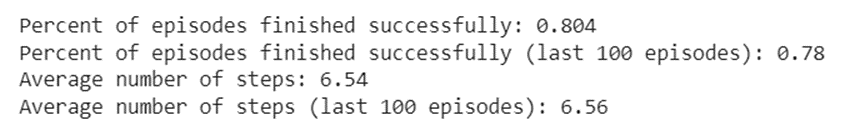 Percent of episodes finished successfully: 0.804
Percent of episodes finished successfully (last 100 episodes): 0.78
Average number of steps: 6.54
Average number of steps (last 100 episodes): 6.56